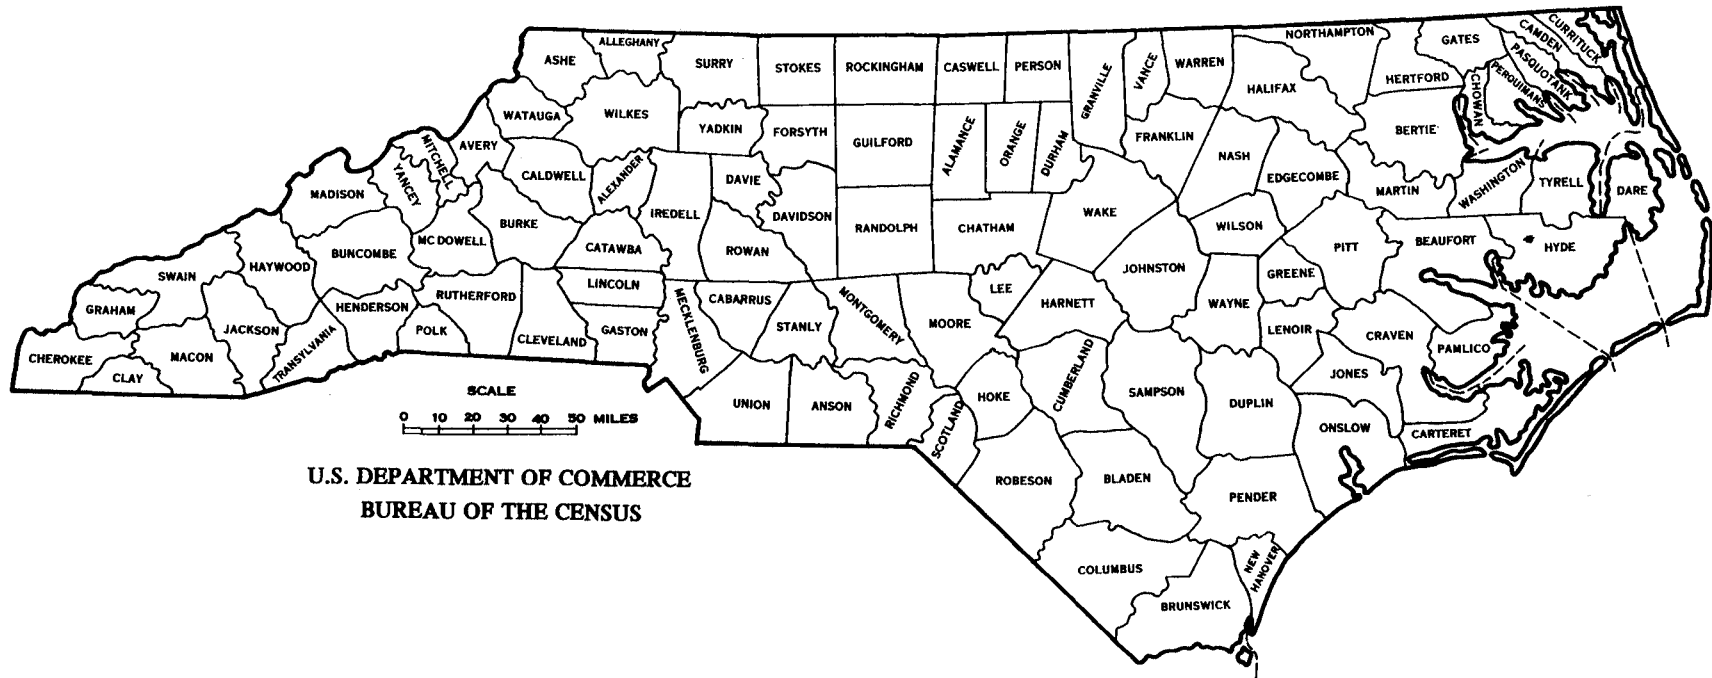 ALLEGHANY
ASHE
SURRY
STOKES
ROCKINGHAM
CASWELL
PERSON
GRANVILLE
VANCE
WARREN
NORTHAMPTON
GATES
CAMDEN
CURRITUCK
PASQUOTANK
PERQUIMANS
CHOWAN
HERTFORD
HALIFAX
WATAUGA
WILKES
YADKIN
FORSYTH
GUILFORD
ALAMANCE
ORANGE
DURHAM
FRANKLIN
NASH
EDGECOMBE
BERTIE
MITCHELL
AVERY
YANCEY
MADISON
CALDWELL
ALEXANDER
IREDELL
DAVIE
DAVIDSON
RANDOLPH
CHATHAM
WAKE
WILSON
MARTIN
WASHINGTON
TYRELL
DARE
BURKE
MC DOWELL
BUNCOMBE
HAYWOOD
SWAIN
CATAWBA
ROWAN
LINCOLN
JOHNSTON
PITT
BEAUFORT
HYDE
GREENE
GRAHAM
JACKSON
TRANSYLVANIA
HENDERSON
RUTHERFORD
POLK
CLEVELAND
GASTON
MECKLENBURG
CABARRUS
STANLY
MONTGOMERY
MOORE
LEE
HARNETT
WAYNE
LENOIR
CRAVEN
PAMLICO
CHEROKEE
CLAY
MACON
UNION
ANSON
RICHMOND
SCOTLAND
HOKE
CUMBERLAND
SAMPSON
DUPLIN
JONES
ONSLOW
CARTERET
ROBESON
BLADEN
PENDER
COLUMBUS
BRUNSWICK
NEW
HANOVER
SCALE
0 10 20 30 40 50 MILES
U.S. DEPARTMENT OF COMMERCE
BUREAU OF THE CENSUS